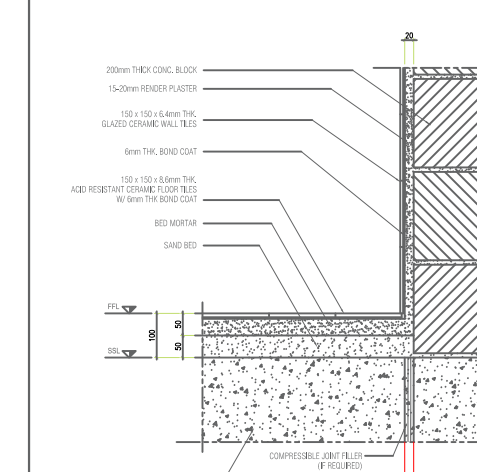 20
200mm THICK CONC. BLOCK
15-20mm RENDER PLASTER
150 x 150 x 6.4mm THK.
GLAZED CERAMIC WALL TILES
6mm THK. BOND COAT
150 x 150 x 8.6mm THK.
ACID RESISTANT CERAMIC FLOOR TILES
W/ 6mm THK BOND COAT
BED MORTAR
SAND BED
FFL
100
50
50
SSL
COMPRESSIBLE JOINT FILLER
(IF REQUIRED)